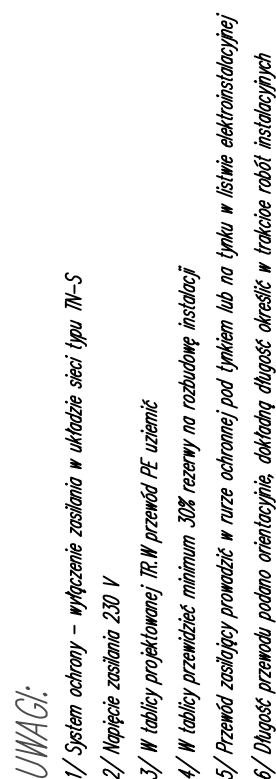 UWAGI:
1/ System ochrony – wyłączenie zasilania w układzie sieci typu TN-S
2/ Napięcie zasilania 230 V
3/ W tablicy projektowanej TR.W przewód PE uziemić
4/ W tablicy przewidzieć minimum 30% rezerwy na rozbudowę instalacji
5/ Przewód zasilający prowadzić w rurze ochronnej pod tynkiem lub na tynku w listwie elektroinstalacyjnej
6/ Długość przewodu podano orientacyjnie, dokładną długość określić w trakcioe robót instalacyjnych